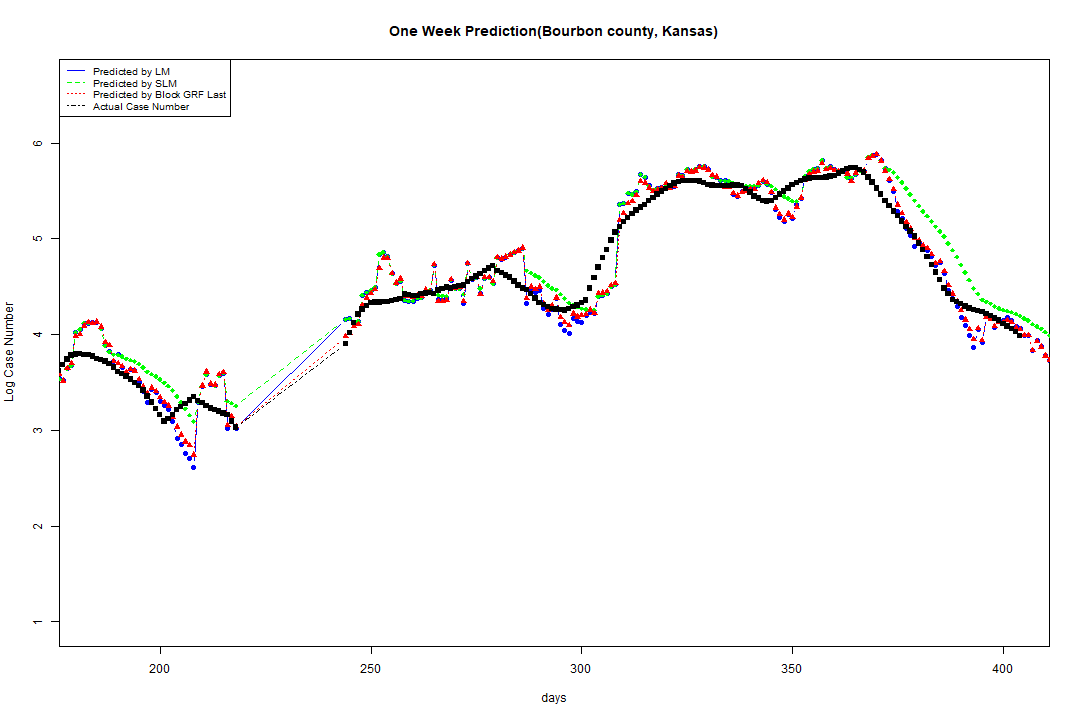 One Week Prediction(Bourbon county, Kansas)
Predicted by LM
Predicted by SLM
Predicted by Block GRF Last
Actual Case Number
6
5
4
3
2
1
Log Case Number
200 250 300 350 400
days